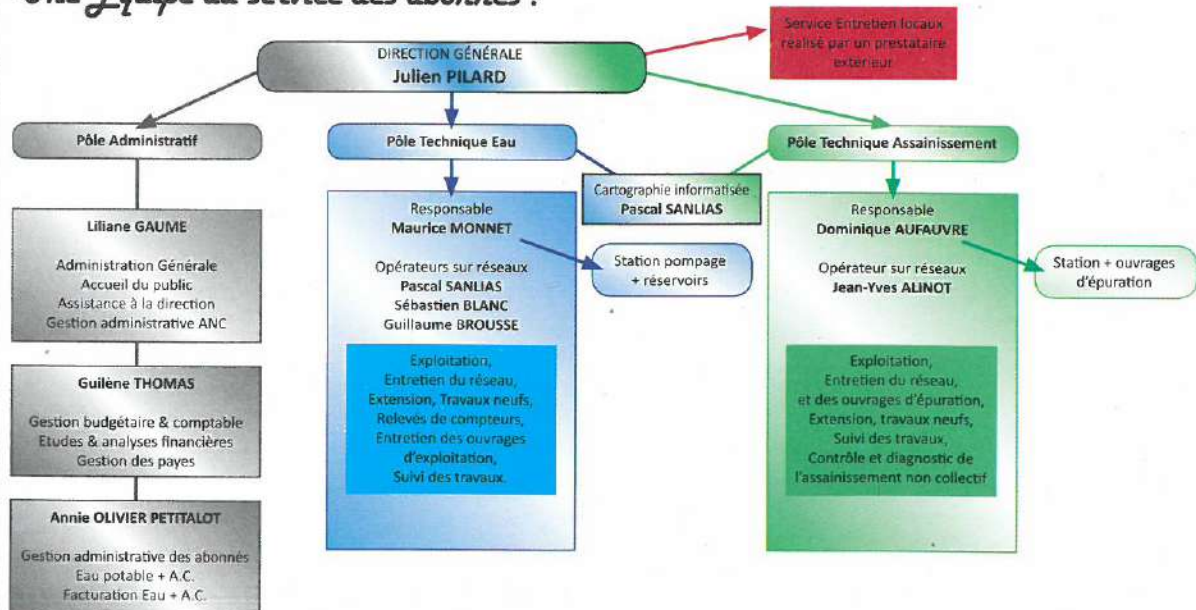 Une Équipe au service des abonnés :
DIRECTION GÉNÉRALE
Julien PILARD
Service Entretien locaux
réalisé par un prestataire
extérieur
Pôle Administratif
Liliane GAUME
Administration Générale
Accueil du public
Assistance à la direction
Gestion administrative ANC
Guilène THOMAS
Gestion budgétaire & comptable
Etudes & analyses financières
Gestion des payes
Annie OLIVIER PETITALOT
Gestion administrative des abonnés
Eau potable + A.C.
Facturation Eau + A.C.
Pôle Technique Eau
Responsable
Maurice MONNET
Opérateurs sur réseaux
Pascal SANLIAS
Sébastien BLANC
Guillaume BROUSSE
Exploitation,
Entretien du réseau,
Extension, Travaux neufs,
Relevés de compteurs,
Entretien des ouvrages
d'exploitation,
Suivi des travaux.
Station pompage
+ réservoirs
Cartographie informatisée
Pascal SANLIAS
Pôle Technique Assainissement
Responsable
Dominique AUFAUVRE
Opérateur sur réseau
Jean-Yves ALINOT
Exploitation,
Entretien du réseau,
et des ouvrages d'épuration,
Extension, travaux neufs,
Suivi des travaux,
Contrôle et diagnostic de
l'assainissement non collectif
Station + ouvrages
d'épuration